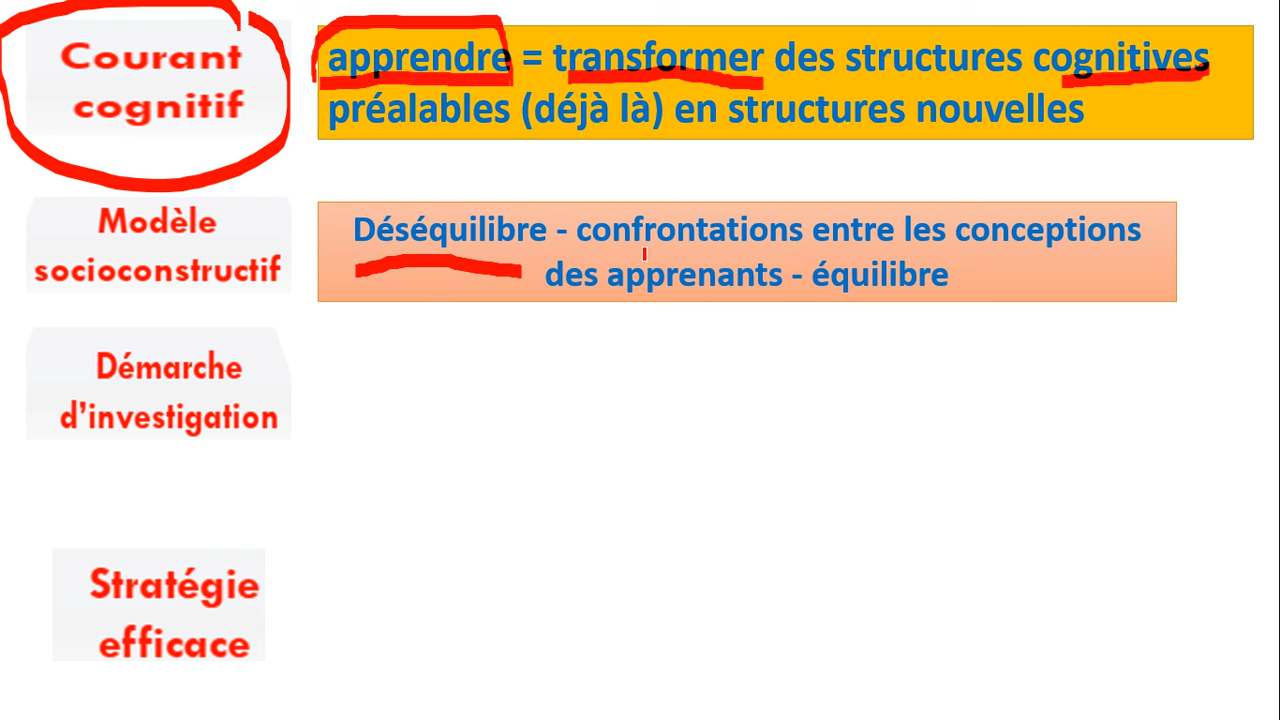 Courant
cognitif
apprendre = transformer des structures cognitives
préalables (déjà là) en structures nouvelles
Modèle
socioconstructif
Déséquilibre - confrontations entre les conceptions
des apprenants - équilibre
Démarche
d'investigation
Stratégie
efficace